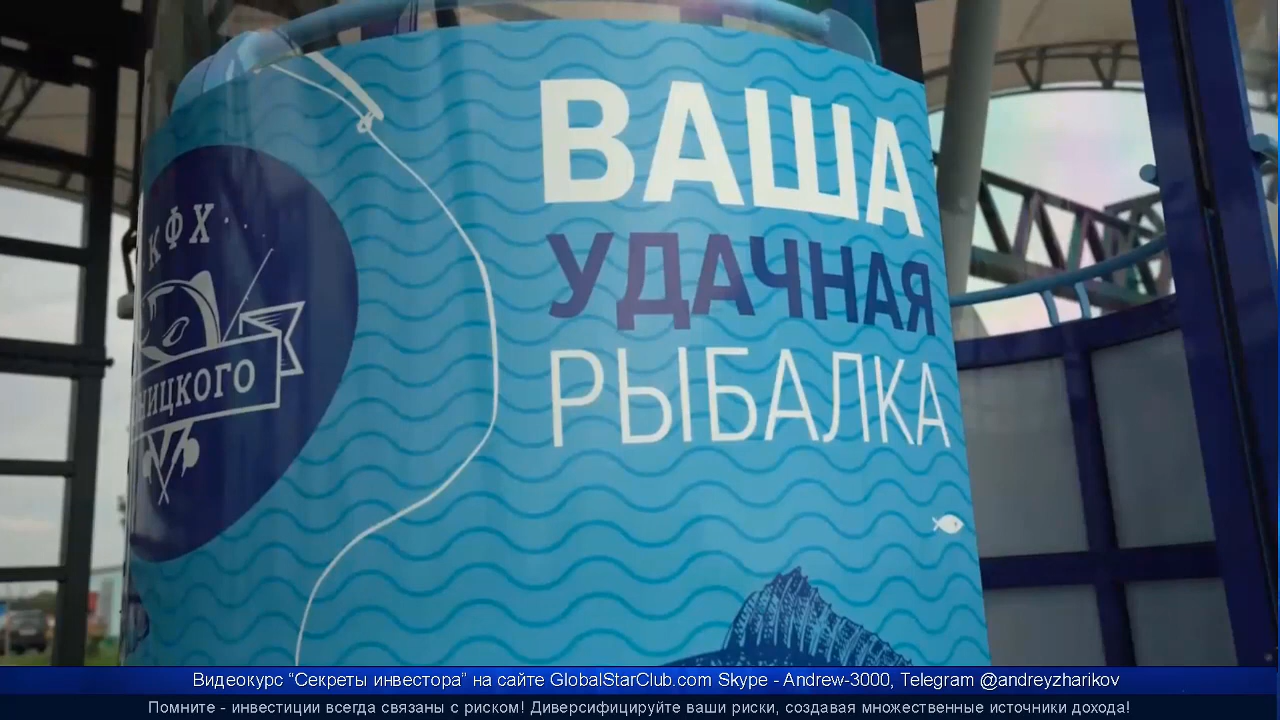 ВАША
УДАЧНАЯ
РЫБАЛКА
КФХ
Видеокурс “Секреты инвестора” на сайте GlobalStarClub.com Skype - Andrew-3000, Telegram @andreyzharikov
Помните - инвестиции всегда связаны с риском! Диверсифицируйте ваши риски, создавая множественные источники дохода!